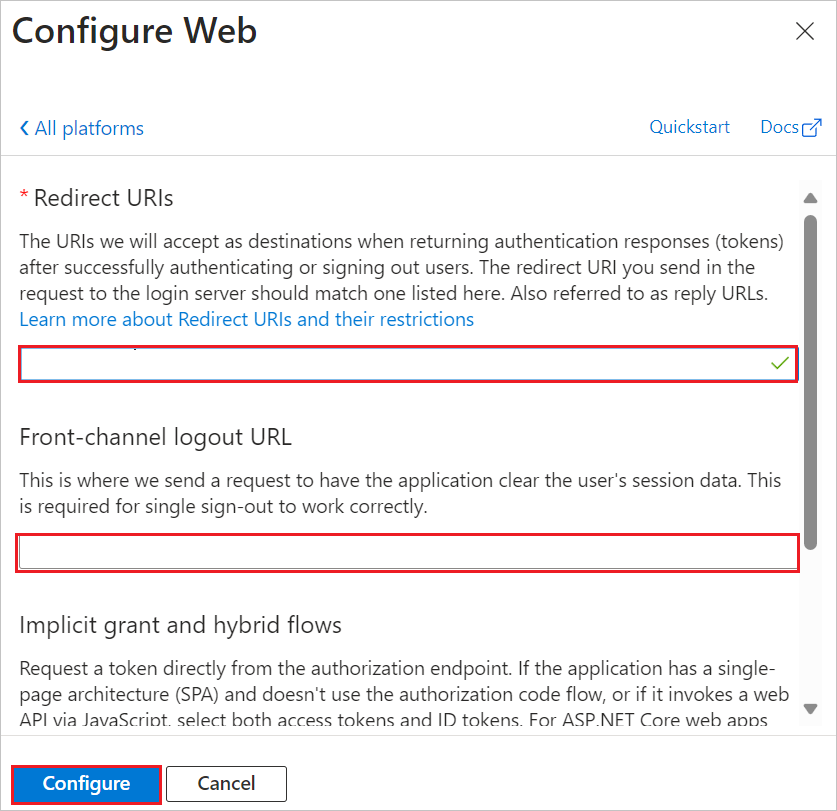 Configure Web
All platforms
Quickstart
Docs
* Redirect URIs
The URIs we will accept as destinations when returning authentication responses (tokens)
after successfully authenticating or signing out users. The redirect URI you send in the
request to the login server should match one listed here. Also referred to as reply URLs.
Learn more about Redirect URIs and their restrictions
Front-channel logout URL
This is where we send a request to have the application clear the user's session data. This
is required for single sign-out to work correctly.
Implicit grant and hybrid flows
Request a token directly from the authorization endpoint. If the application has a single-
page architecture (SPA) and doesn't use the authorization code flow, or if it invokes a web
API via JavaScript, select both access tokens and ID tokens. For ASP.NET Core web apps
Configure
Cancel